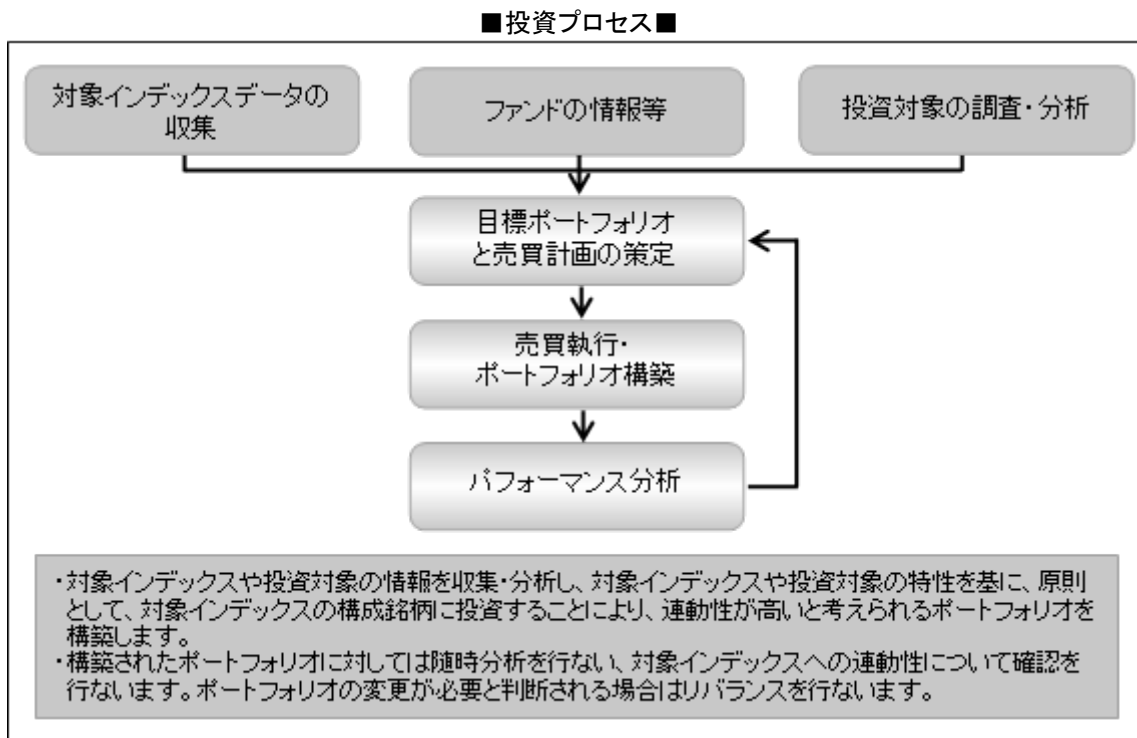 ■投資プロセス■
対象インデックスデータの
収集
ファンドの情報等
投資対象の調査・分析
目標ポートフォリオ
と売買計画の策定
売買執行・
ポートフォリオ構築
パフォーマンス分析
・対象インデックスや投資対象の情報を収集・分析し、対象インデックスや投資対象の特性を基に、原則
として、対象インデックスの構成銘柄に投資することにより、連動性が高いと考えられるポートフォリオを
構築します。
・構築されたポートフォリオに対しては随時分析を行ない、対象インデックスへの連動性について確認を
行ないます。ポートフォリオの変更が必要と判断される場合はリバランスを行ないます。